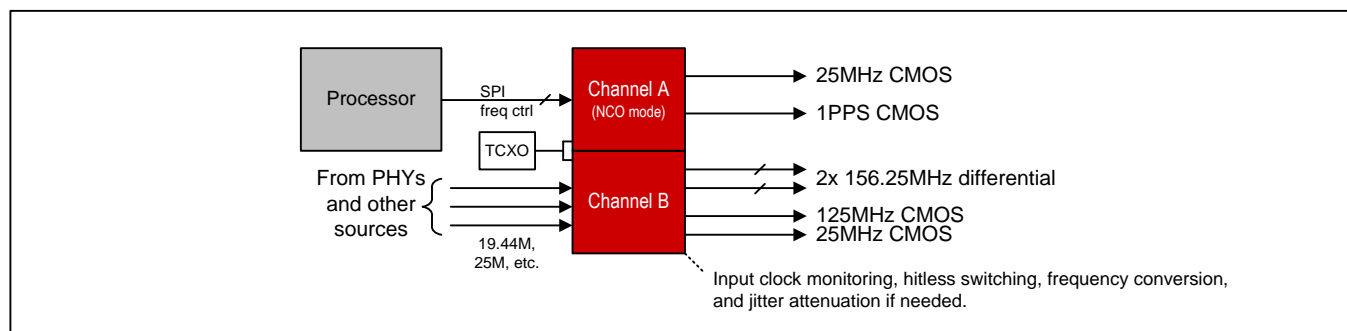 Processor
SPI
freq ctrl
TCXO
From PHYs
and other
sources
19.44M,
25M, etc.
Channel A
(NCO mode)
Channel B
25MHz CMOS
1PPS CMOS
2x 156.25MHz differential
125MHz CMOS
25MHz CMOS
Input clock monitoring, hitless switching, frequency conversion,
and jitter attenuation if needed.